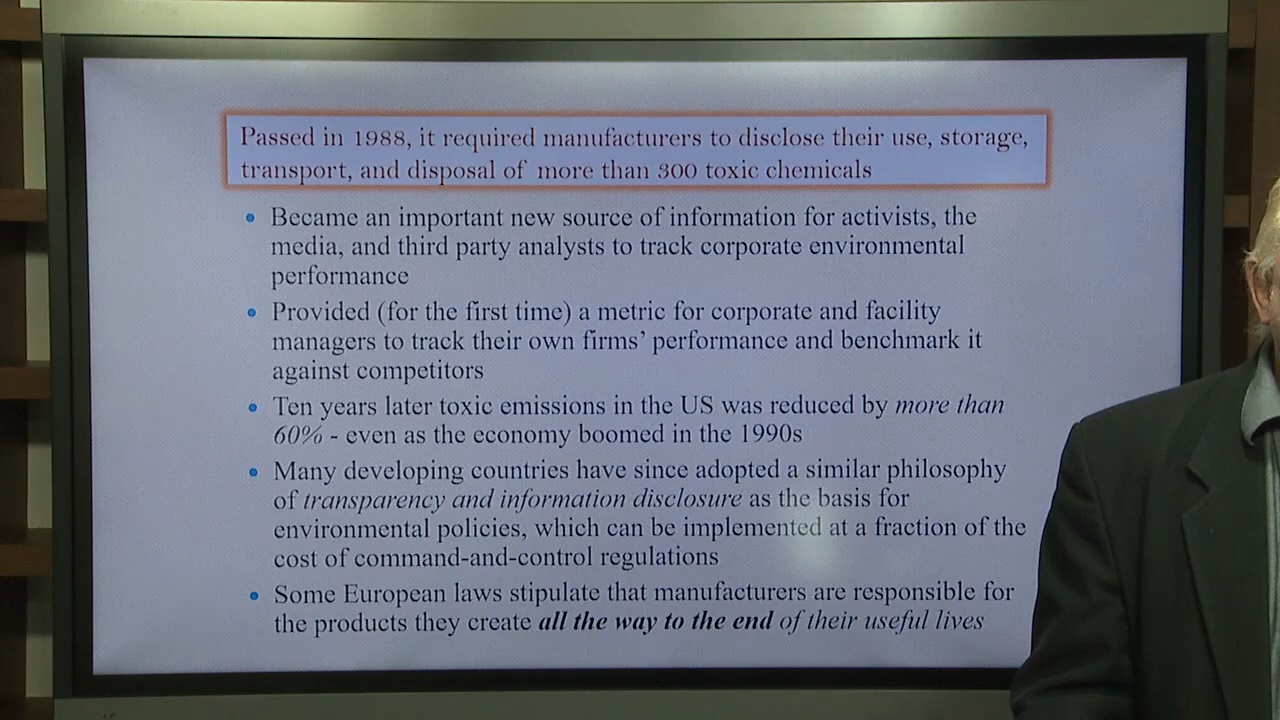 Passed in 1988, it required manufacturers to disclose their use, storage,
transport, and disposal of more than 300 toxic chemicals
• Became an important new source of information for activists, the
media, and third party analysts to track corporate environmental
performance
• Provided (for the first time) a metric for corporate and facility
managers to track their own firms' performance and benchmark it
against competitors
• Ten years later toxic emissions in the US was reduced by more than
60% - even as the economy boomed in the 1990s
• Many developing countries have since adopted a similar philosophy
of transparency and information disclosure as the basis for
environmental policies, which can be implemented at a fraction of the
cost of command-and-control regulations
• Some European laws stipulate that manufacturers are responsible for
the products they create all the way to the end of their useful lives